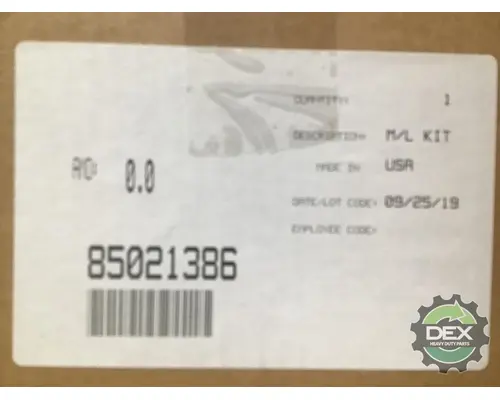 QUANTITY: 1
DESCRIPTION: M/L KIT
MADE IN: USA
R/C: 0.0
DATE/LOT CODE: 09/25/19
EMPLOYEE CODE:
85021386
DEX
HEAVY DUTY PARTS